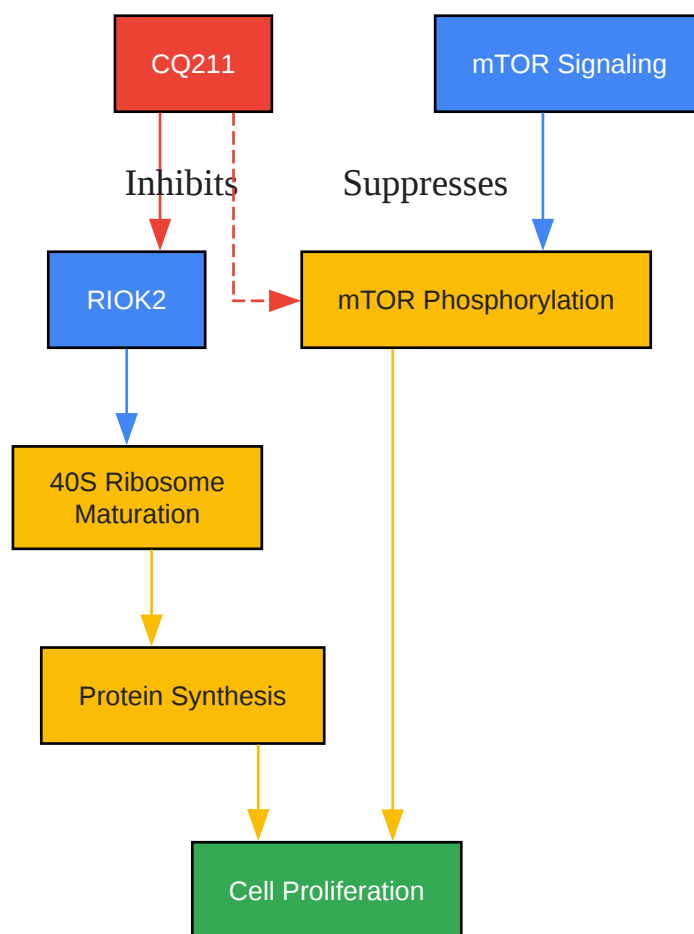 CQ211
mTOR Signaling
Inhibits
Suppresses
RIOK2
mTOR Phosphorylation
40S Ribosome
Maturation
Protein Synthesis
Cell Proliferation